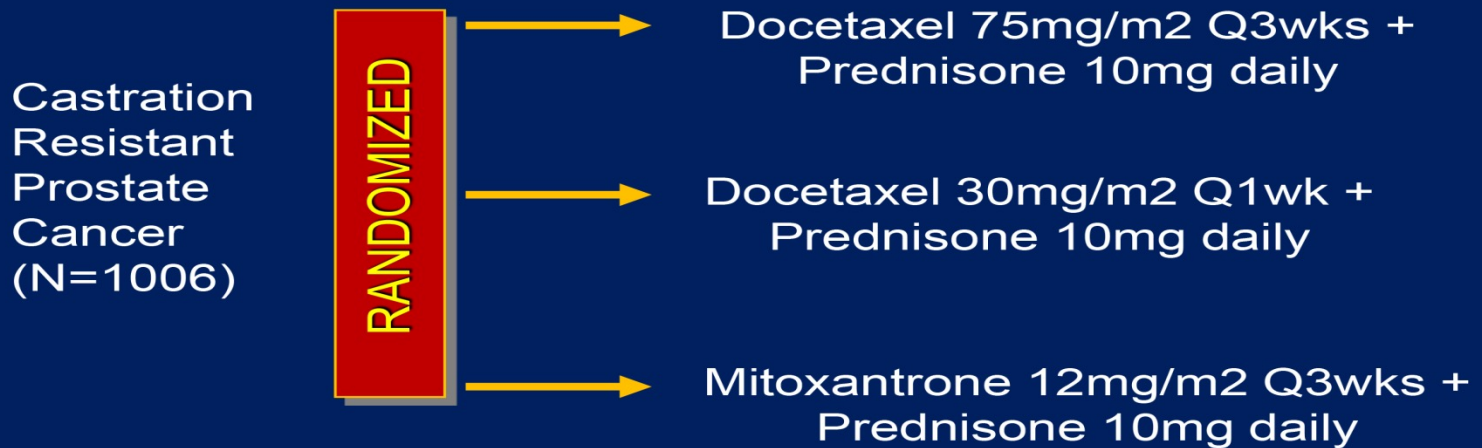 Castration
Resistant
Prostate
Cancer
(N=1006)
RANDOMIZED
Docetaxel 75mg/m2 Q3wks +
Prednisone 10mg daily
Docetaxel 30mg/m2 Q1wk +
Prednisone 10mg daily
Mitoxantrone 12mg/m2 Q3wks +
Prednisone 10mg daily